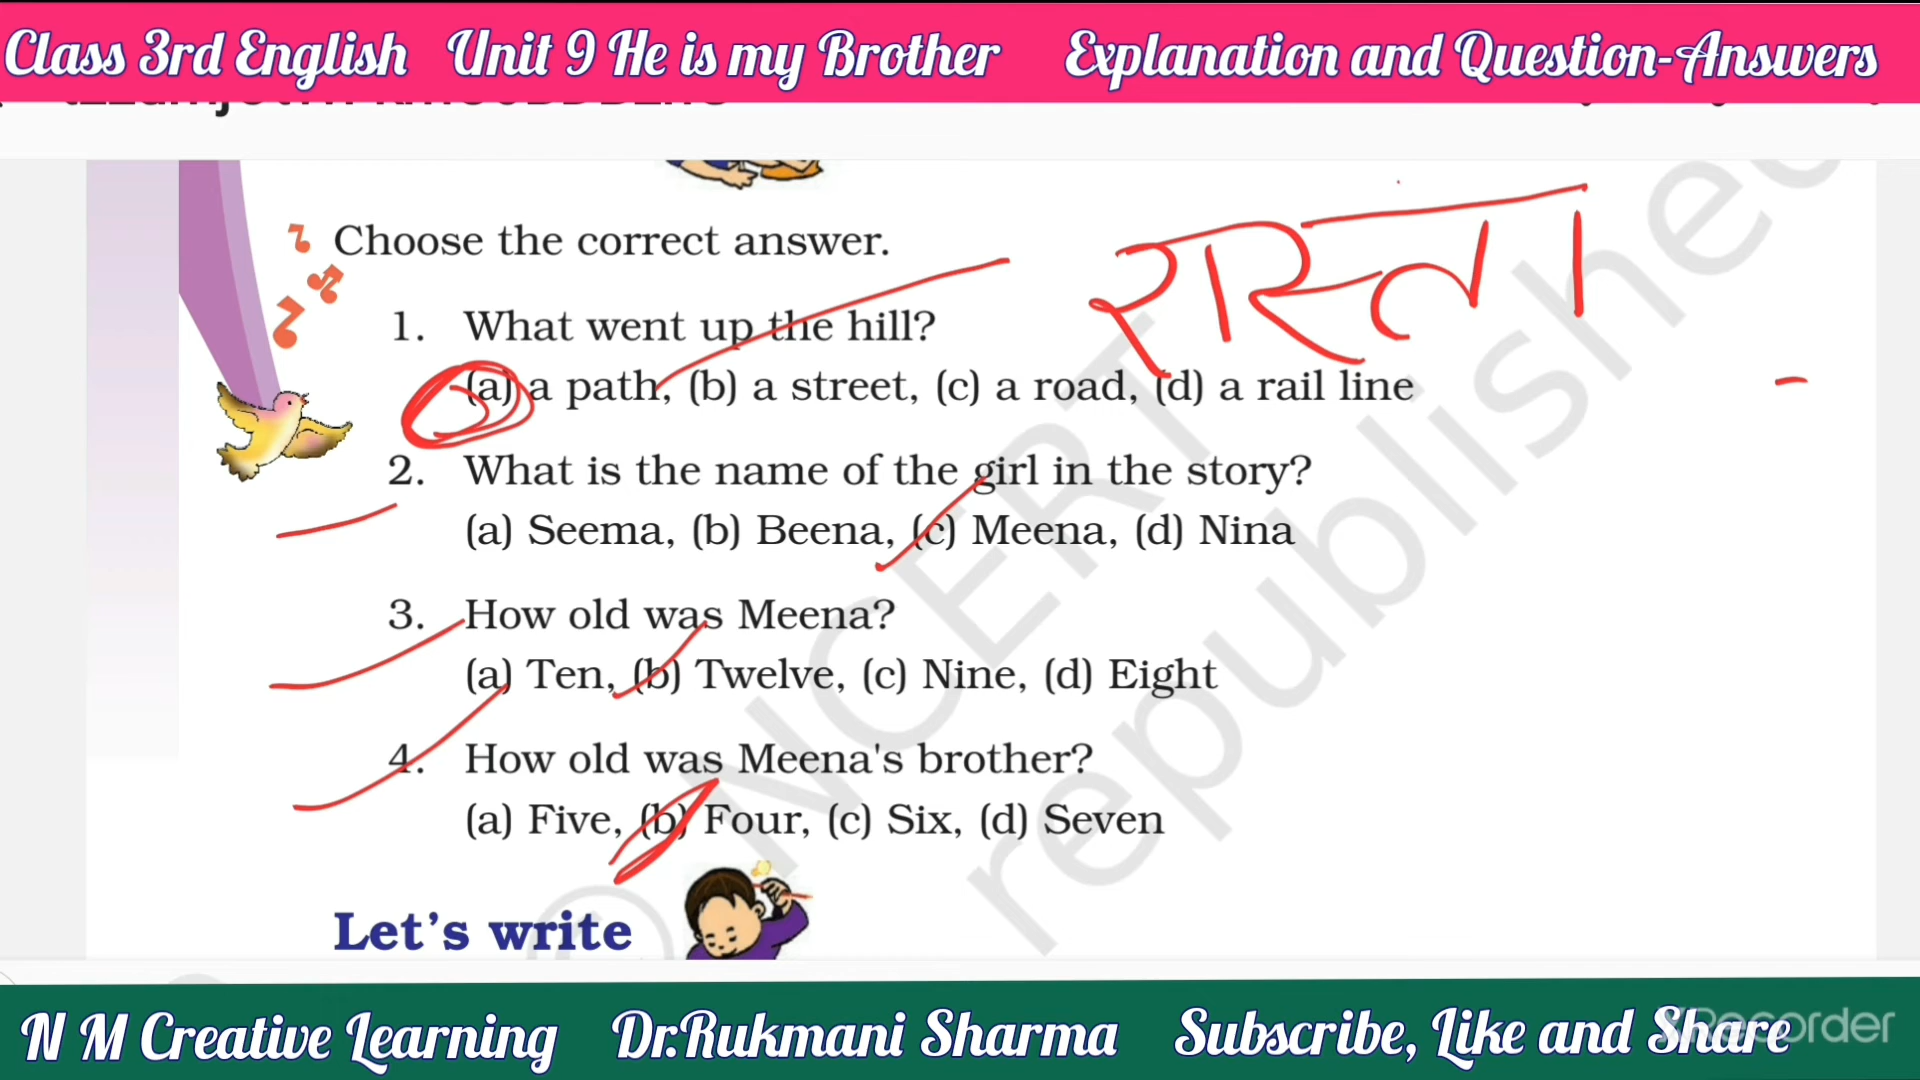 Class 3rd English Unit 9 He is my Brother Explanation and Question-Answers
Choose the correct answer.
रास्ता
1. What went up the hill?
(a) a path, (b) a street, (c) a road, (d) a rail line
2. What is the name of the girl in the story?
(a) Seema, (b) Beena, (c) Meena, (d) Nina
3. How old was Meena?
(a) Ten, (b) Twelve, (c) Nine, (d) Eight
4. How old was Meena's brother?
(a) Five, (b) Four, (c) Six, (d) Seven
Let's write
© NCERT
republished
N M Creative Learning Dr.Rukmani Sharma Subscribe, Like and Share